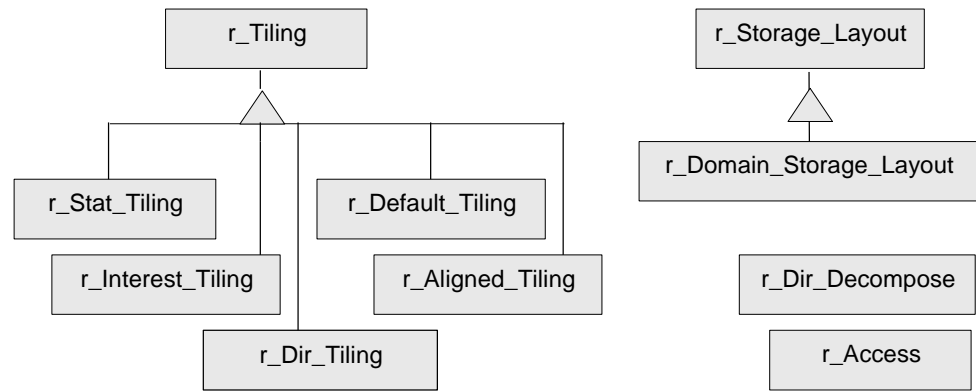 r_Tiling
r_Storage_Layout
r_Domain_Storage_Layout
r_Stat_Tiling
r_Default_Tiling
r_Interest_Tiling
r_Aligned_Tiling
r_Dir_Decompose
r_Dir_Tiling
r_Access